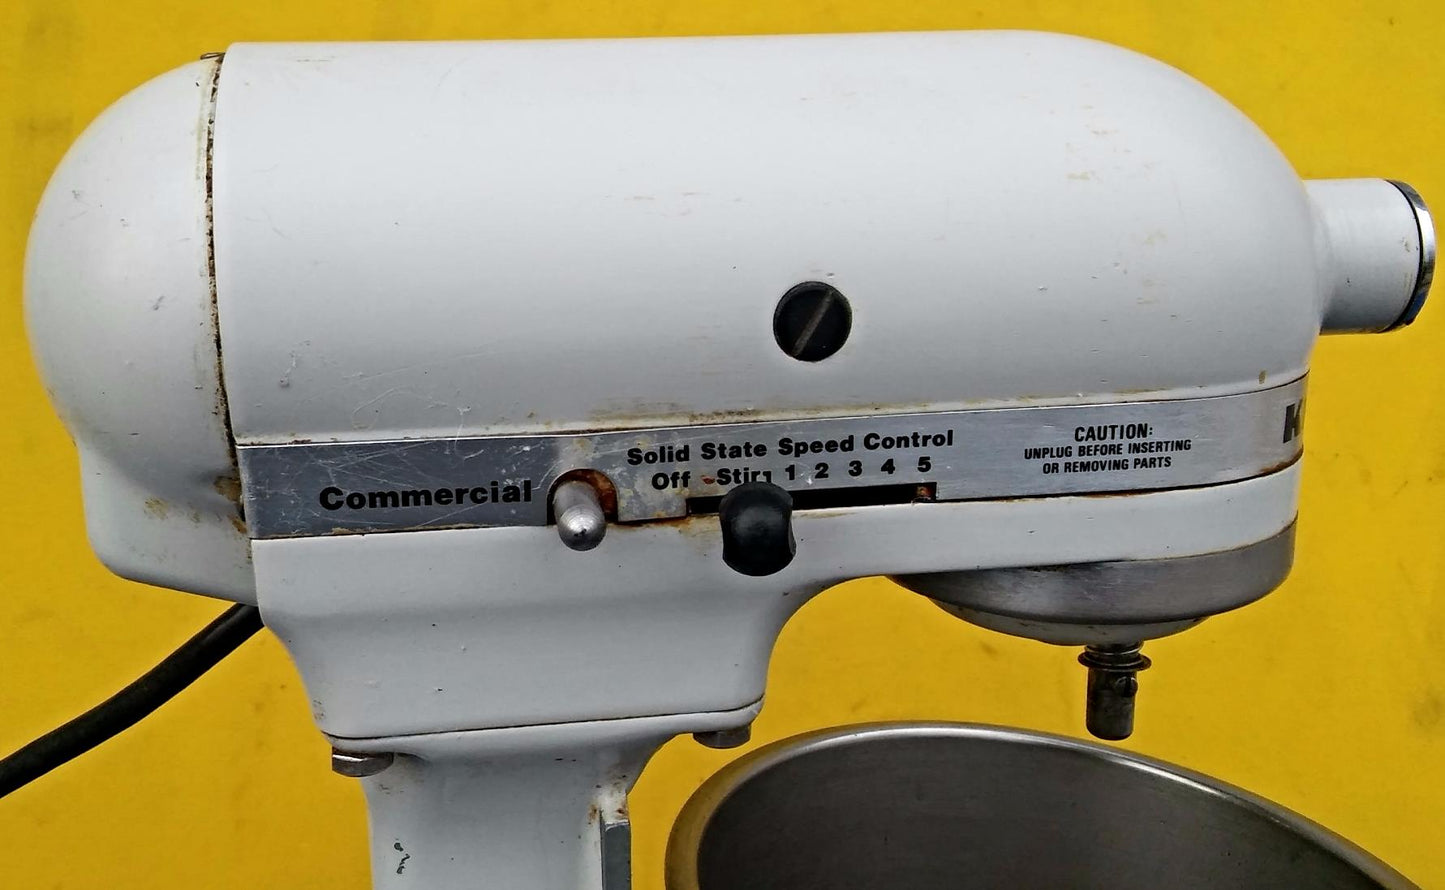 Commercial
Solid State Speed Control
Off Stir 1 2 3 4 5
CAUTION:
UNPLUG BEFORE INSERTING
OR REMOVING PARTS
K